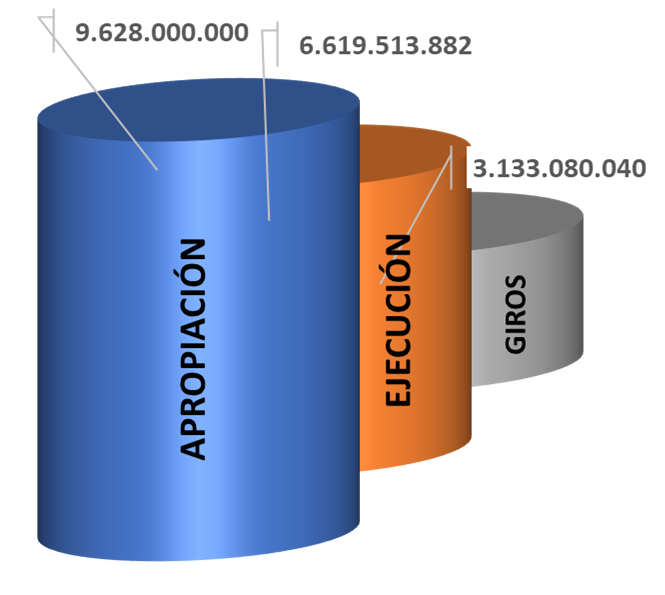 9.628.000.000
6.619.513.882
3.133.080.040
APROPIACIÓN
EJECUCIÓN
GIROS